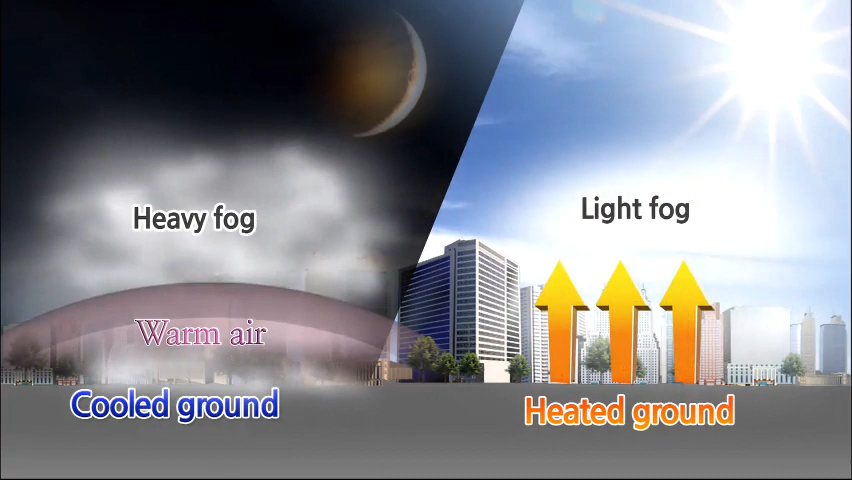 Heavy fog
Warm air
Cooled ground
Light fog
Heated ground